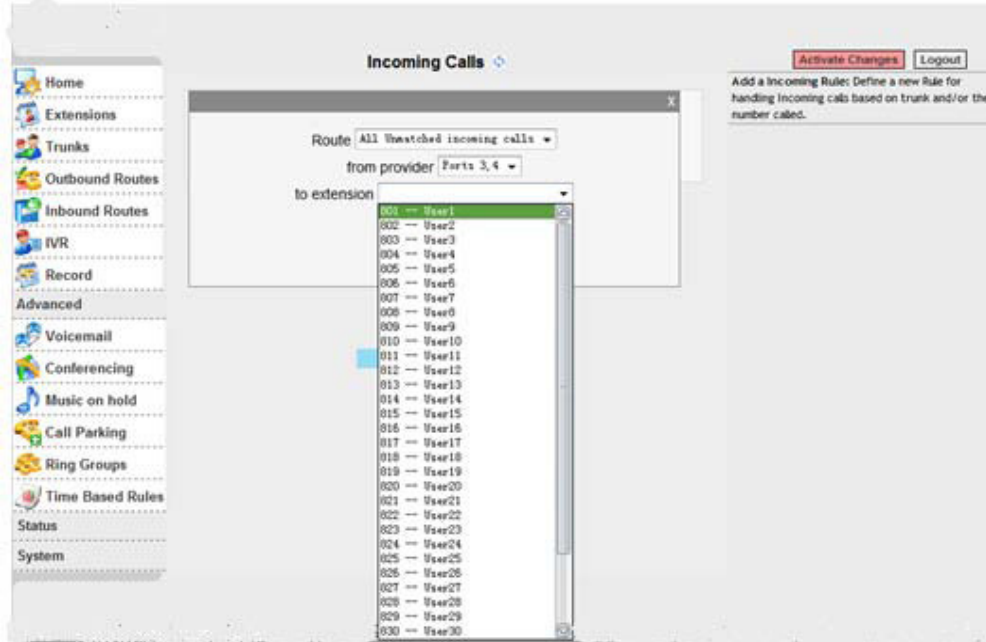 Incoming Calls
Activate Changes
Logout
Home
Extensions
Trunks
Outbound Routes
Inbound Routes
IVR
Record
Advanced
Voicemail
Conferencing
Music on hold
Call Parking
Ring Groups
Time Based Rules
Status
System
X
Route All Unmatched incoming calls
from provider Ports 3,4
to extension
801 -- User1
802 -- User2
803 -- User3
804 -- User4
805 -- User5
806 -- User6
807 -- User7
808 -- User8
809 -- User9
810 -- User10
811 -- User11
812 -- User12
813 -- User13
814 -- User14
815 -- User15
816 -- User16
817 -- User17
818 -- User18
819 -- User19
820 -- User20
821 -- User21
822 -- User22
823 -- User23
824 -- User24
825 -- User25
826 -- User26
827 -- User27
828 -- User28
829 -- User29
830 -- User30
Add a Incoming Rule: Define a new Rule for
handling Incoming calls based on trunk and/or the
number called.